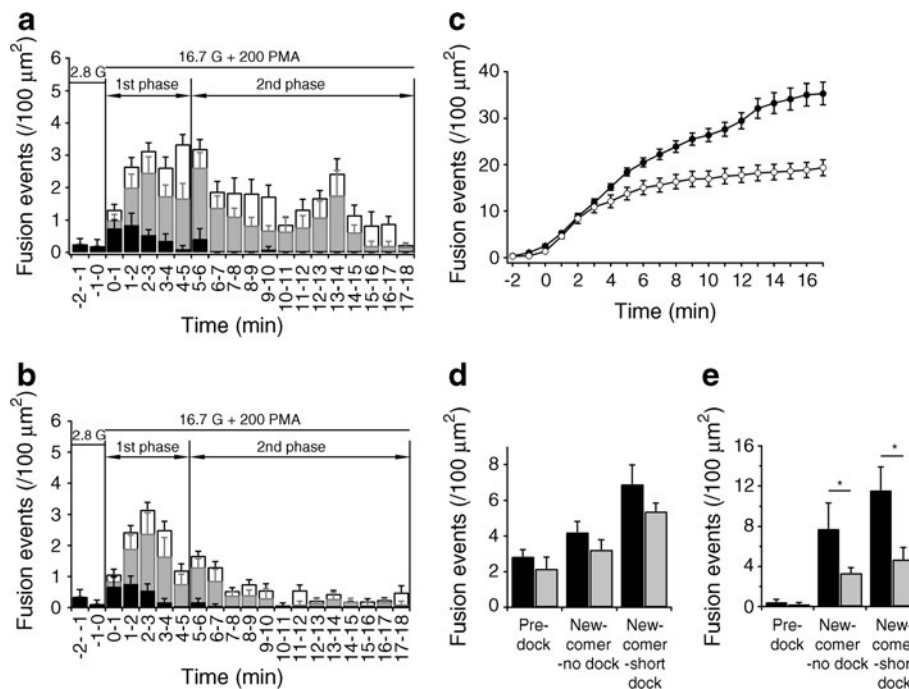 a
16.7 G + 200 PMA
2.8 G
1st phase
2nd phase
Fusion events (/100 µm²)
6
5
4
3
2
1
0
-2- -1
-1-0
0-1
1-2
2-3
3-4
4-5
5-6
6-7
7-8
8-9
9-10
10-11
11-12
12-13
13-14
14-15
15-16
16-17
17-18
Time (min)
c
Fusion events (/100 µm²)
40
30
20
10
0
-2 0 2 4 6 8 10 12 14 16
Time (min)
b
16.7 G + 200 PMA
2.8 G
1st phase
2nd phase
Fusion events (/100 µm²)
6
5
4
3
2
1
0
-2- -1
-1-0
0-1
1-2
2-3
3-4
4-5
5-6
6-7
7-8
8-9
9-10
10-11
11-12
12-13
13-14
14-15
15-16
16-17
17-18
Time (min)
d
Fusion events (/100 µm²)
8
6
4
2
0
Pre-
dock
New-
comer
-no dock
New-
comer
-short
dock
e
Fusion events (/100 µm²)
16
12
8
4
0
*
*
Pre-
dock
New-
comer
-no dock
New-
comer
-short
dock